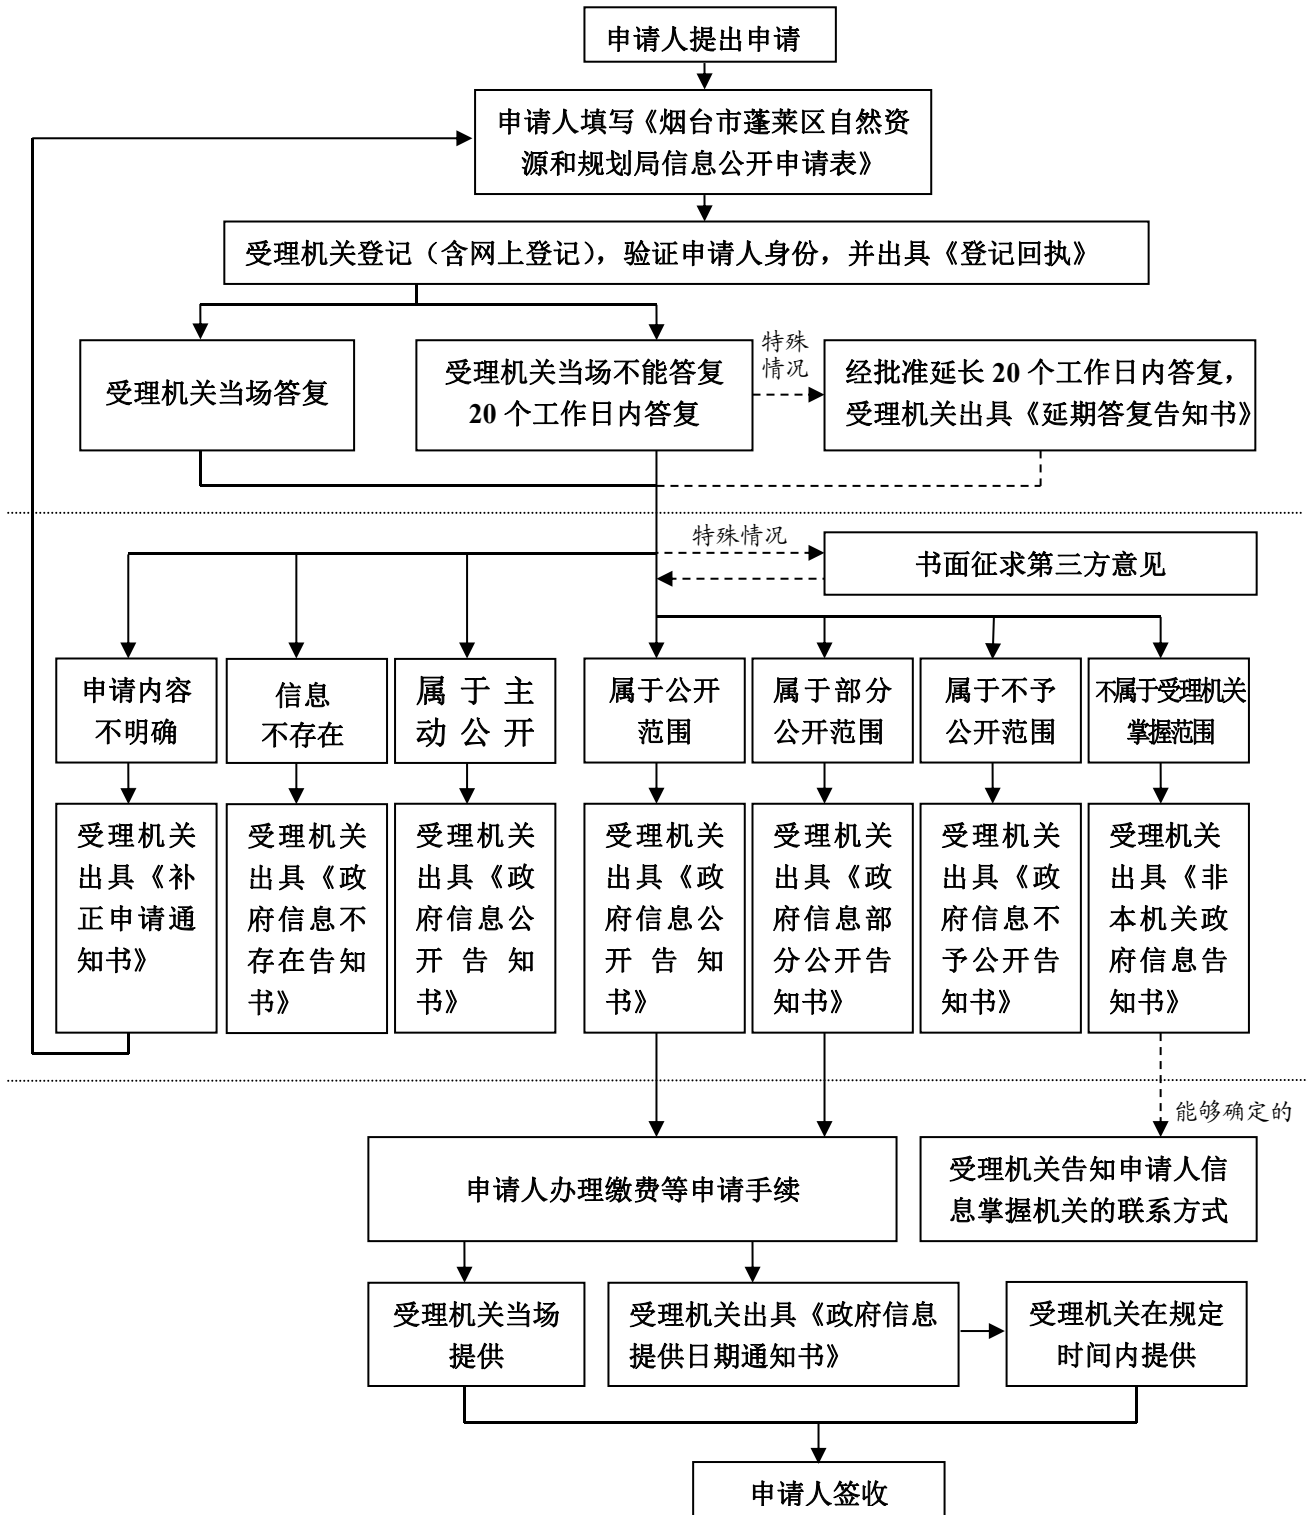 申请人提出申请
申请人填写《烟台市蓬莱区自然资
源和规划局信息公开申请表》
受理机关登记（含网上登记），验证申请人身份，并出具《登记回执》
受理机关当场答复
受理机关当场不能答复
20 个工作日内答复
特殊
情况
经批准延长 20 个工作日内答复，
受理机关出具《延期答复告知书》
特殊情况
书面征求第三方意见
申请内容
不明确
信息
不存在
属于主
动公开
属于公开
范围
属于部分
公开范围
属于不予
公开范围
不属于受理机关
掌握范围
受理机关
出具《补
正申请通
知书》
受理机关
出具《政
府信息不
存在告知
书》
受理机关
出具《政
府信息公
开告知
书》
受理机关
出具《政
府信息公
开告知
书》
受理机关
出具《政
府信息部
分公开告
知书》
受理机关
出具《政
府信息不
予公开告
知书》
受理机关
出具《非
本机关政
府信息告
知书》
能够确定的
申请人办理缴费等申请手续
受理机关告知申请人信
息掌握机关的联系方式
受理机关当场
提供
受理机关出具《政府信息
提供日期通知书》
受理机关在规定
时间内提供
申请人签收